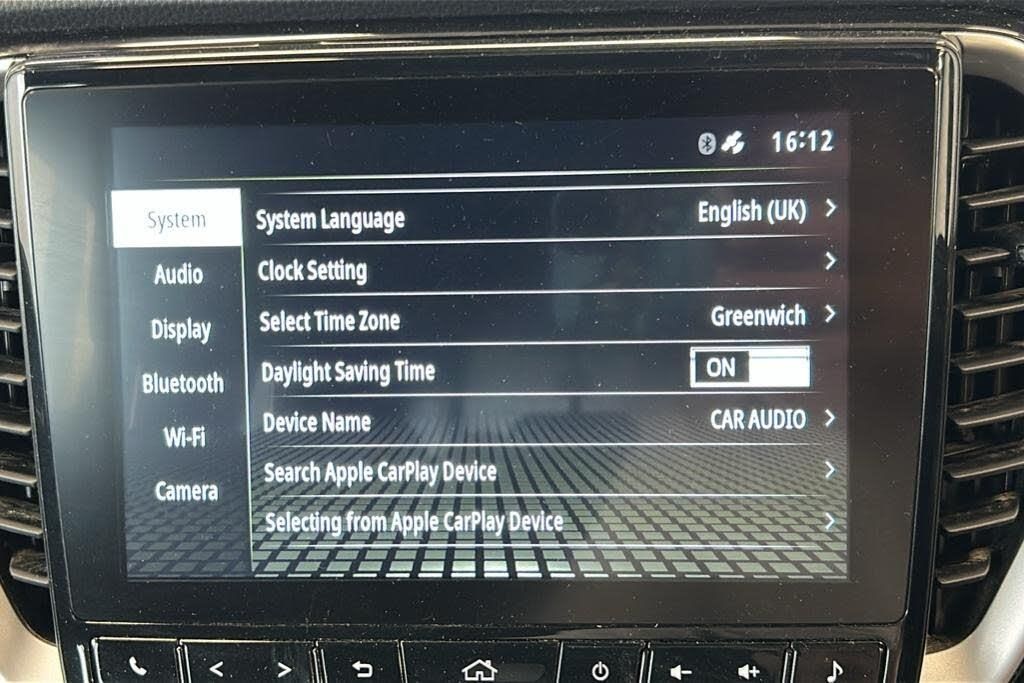 16:12
System
Audio
Display
Bluetooth
Wi-Fi
Camera
System Language English (UK) >
Clock Setting >
Select Time Zone Greenwich >
Daylight Saving Time ON
Device Name CAR AUDIO >
Search Apple CarPlay Device >
Selecting from Apple CarPlay Device >